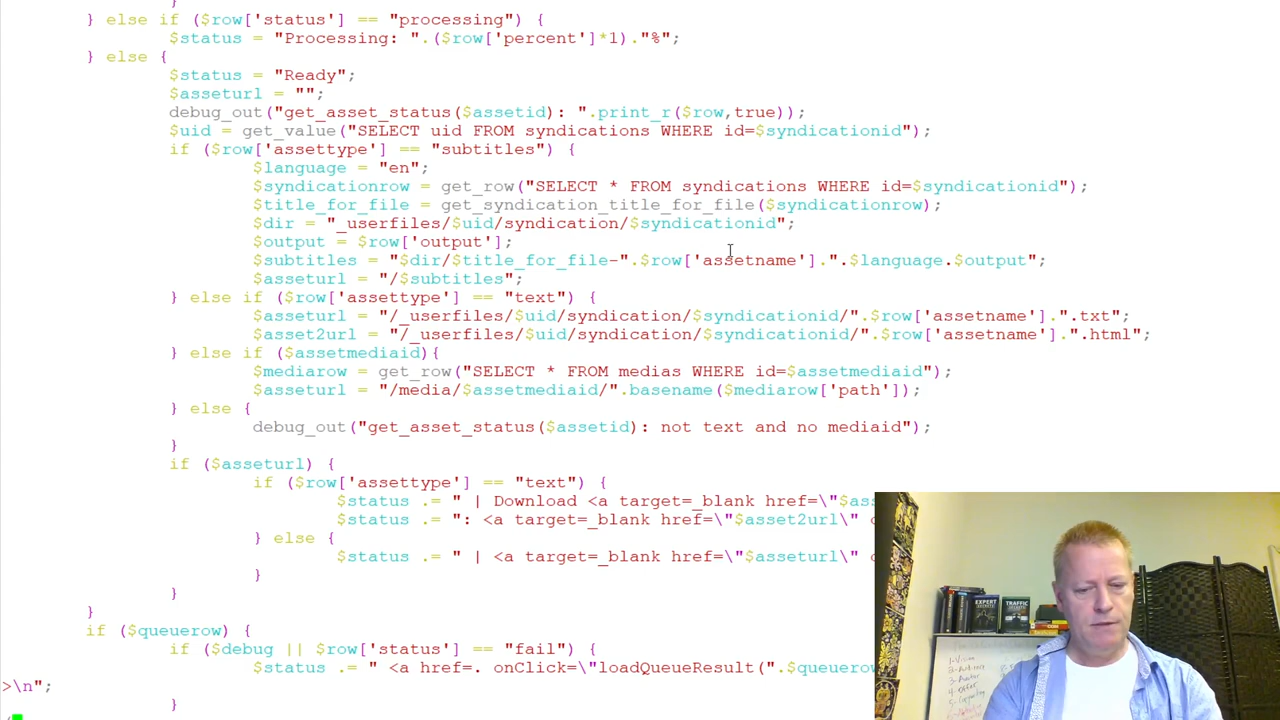 }
} else if ($row['status'] == "processing") {
$status = "Processing: ".($row['percent']*1)."%";
} else {
$status = "Ready";
$asseturl = "";
debug_out("get_asset_status($assetid): ".print_r($row,true));
$uid = get_value("SELECT uid FROM syndications WHERE id=$syndicationid");
if ($row['assettype'] == "subtitles") {
$language = "en";
$syndicationrow = get_row("SELECT * FROM syndications WHERE id=$syndicationid");
$title_for_file = get_syndication_title_for_file($syndicationrow);
$dir = "_userfiles/$uid/syndication/$syndicationid";
$output = $row['output'];
$subtitles = "$dir/$title_for_file-".$row['assetname'].".".$language.$output";
$asseturl = "/$subtitles";
} else if ($row['assettype'] == "text") {
$asseturl = "/_userfiles/$uid/syndication/$syndicationid/".$row['assetname'].".txt";
$asset2url = "/_userfiles/$uid/syndication/$syndicationid/".$row['assetname'].".html";
} else if ($assetmediaid){
$mediarow = get_row("SELECT * FROM medias WHERE id=$assetmediaid");
$asseturl = "/media/$assetmediaid/".basename($mediarow['path']);
} else {
debug_out("get_asset_status($assetid): not text and no mediaid");
}
if ($asseturl) {
if ($row['assettype'] == "text") {
$status .= " | Download <a target=_blank href=\"$as
$status .= ": <a target=_blank href=\"$asset2url\"
} else {
$status .= " | <a target=_blank href=\"$asseturl\"
}
}
}
if ($queuerow) {
if ($debug || $row['status'] == "fail") {
$status .= " <a href=. onClick=\"loadQueueResult(".$queuerow
>\n";
}
EXPERT SECRETS
TRAFFIC SECRETS